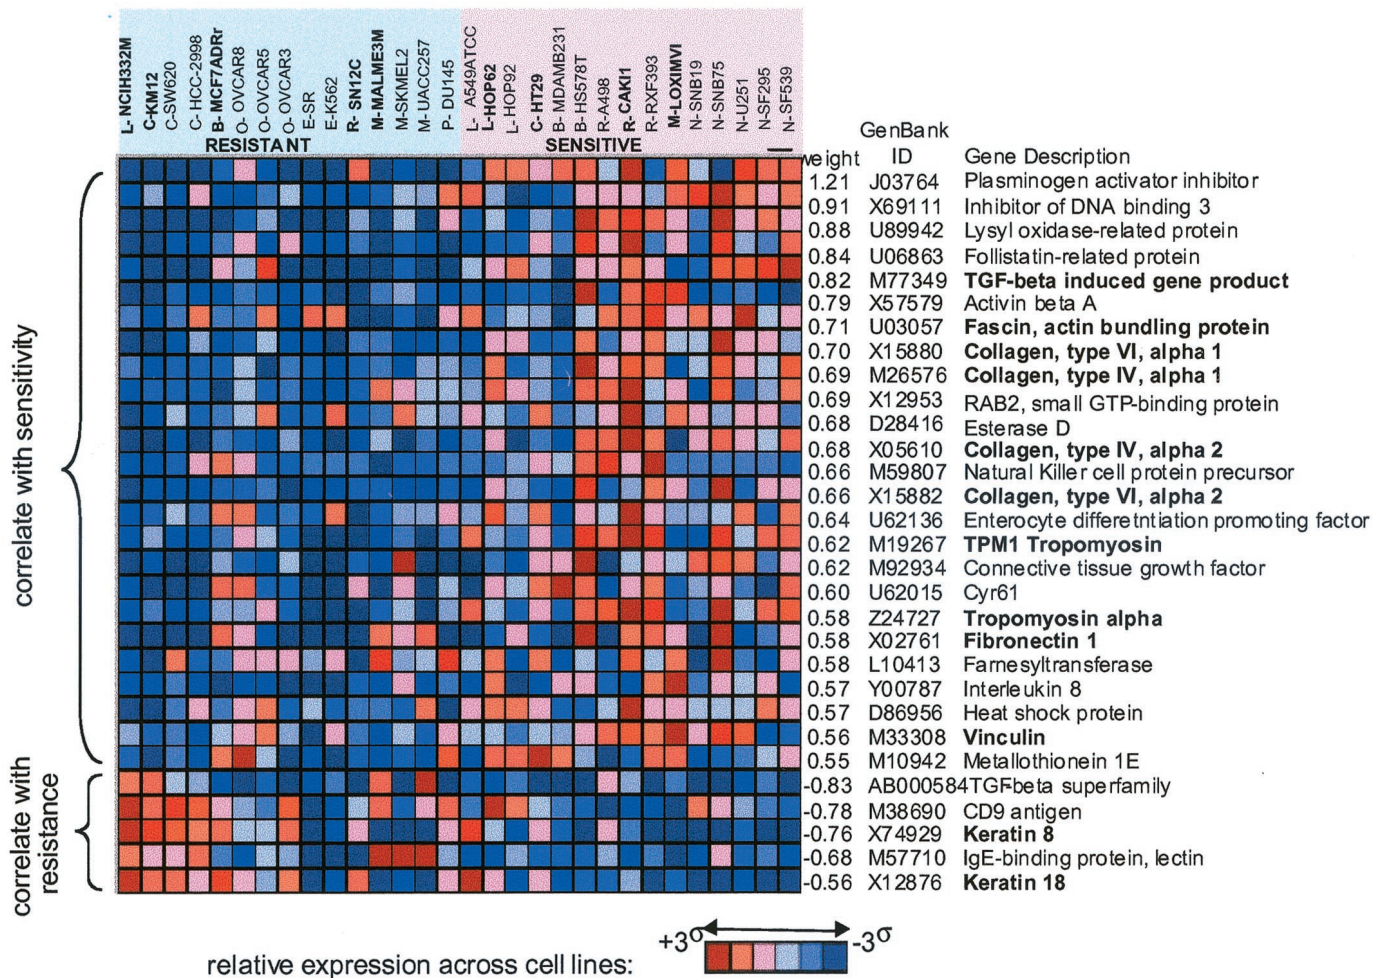 L- NCIH332M
C-KM12
C-SW620
C- HCC-2998
B- MCF7ADRr
O- OVCAR8
O- OVCAR5
O- OVCAR3
E-SR
E-K562
R- SN12C
M-MALME3M
M-SKMEL2
M- UACC257
P- DU145
L- A549ATCC
L-HOP62
L- HOP92
C-HT29
B- MDAMB231
B- HS578T
R-A498
R- CAKI1
R-RXF393
M-LOXIMVI
N-SNB19
N-SNB75
N-U251
N-SF295
N-SF539
RESISTANT SENSITIVE
GenBank
weight ID Gene Description
1.21 J03764 Plasminogen activator inhibitor
0.91 X69111 Inhibitor of DNA binding 3
0.88 U89942 Lysyl oxidase-related protein
0.84 U06863 Follistatin-related protein
0.82 M77349 TGF-beta induced gene product
0.79 X57579 Activin beta A
0.71 U03057 Fascin, actin bundling protein
0.70 X15880 Collagen, type VI, alpha 1
0.69 M26576 Collagen, type IV, alpha 1
0.69 X12953 RAB2, small GTP-binding protein
0.68 D28416 Esterase D
0.68 X05610 Collagen, type IV, alpha 2
0.66 M59807 Natural Killer cell protein precursor
0.66 X15882 Collagen, type VI, alpha 2
0.64 U62136 Enterocyte differetntiation promoting factor
0.62 M19267 TPM1 Tropomyosin
0.62 M92934 Connective tissue growth factor
0.60 U62015 Cyr61
0.58 Z24727 Tropomyosin alpha
0.58 X02761 Fibronectin 1
0.58 L10413 Farnesyltransferase
0.57 Y00787 Interleukin 8
0.57 D86956 Heat shock protein
0.56 M33308 Vinculin
0.55 M10942 Metallothionein 1E
-0.83 AB000584TGF-beta superfamily
-0.78 M38690 CD9 antigen
-0.76 X74929 Keratin 8
-0.68 M57710 IgE-binding protein, lectin
-0.56 X12876 Keratin 18
correlate with sensitivity
correlate with
resistance
+3σ -3σ
relative expression across cell lines: